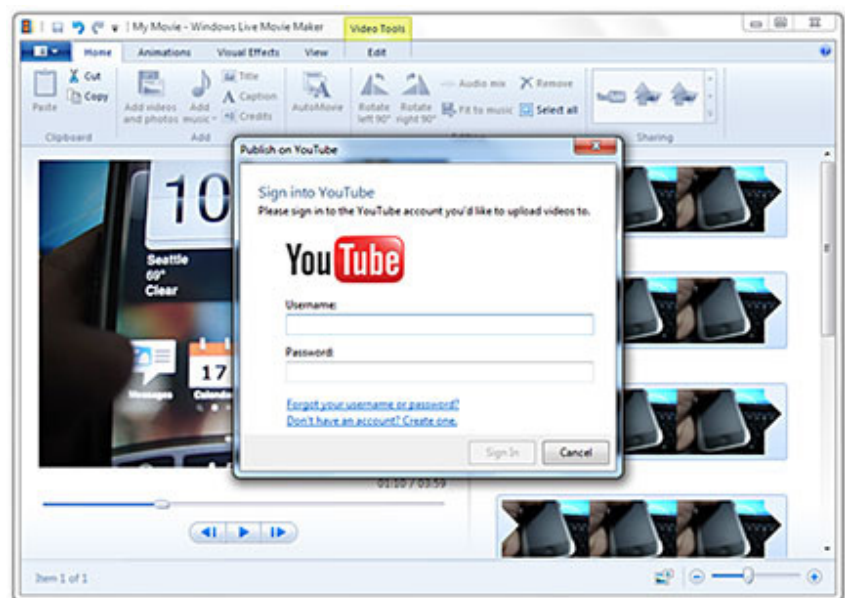 My Movie - Windows Live Movie Maker
Video Tools
Home Animations Visual Effects View Edit
Paste
Cut
Copy
Clipboard
Add videos and photos
Add music
Title
Caption
Credits
Add
AutoMovie
Rotate left 90°
Rotate right 90°
Audio mix
Fit to music
Remove
Select all
Sharing
Publish on YouTube
Sign into YouTube
Please sign in to the YouTube account you'd like to upload videos to.
YouTube
Username:
Password:
Forgot your username or password?
Don't have an account? Create one.
Sign In Cancel
10
Seattle
69°
Clear
17
Messages
01:10 / 03:59
Item 1 of 1